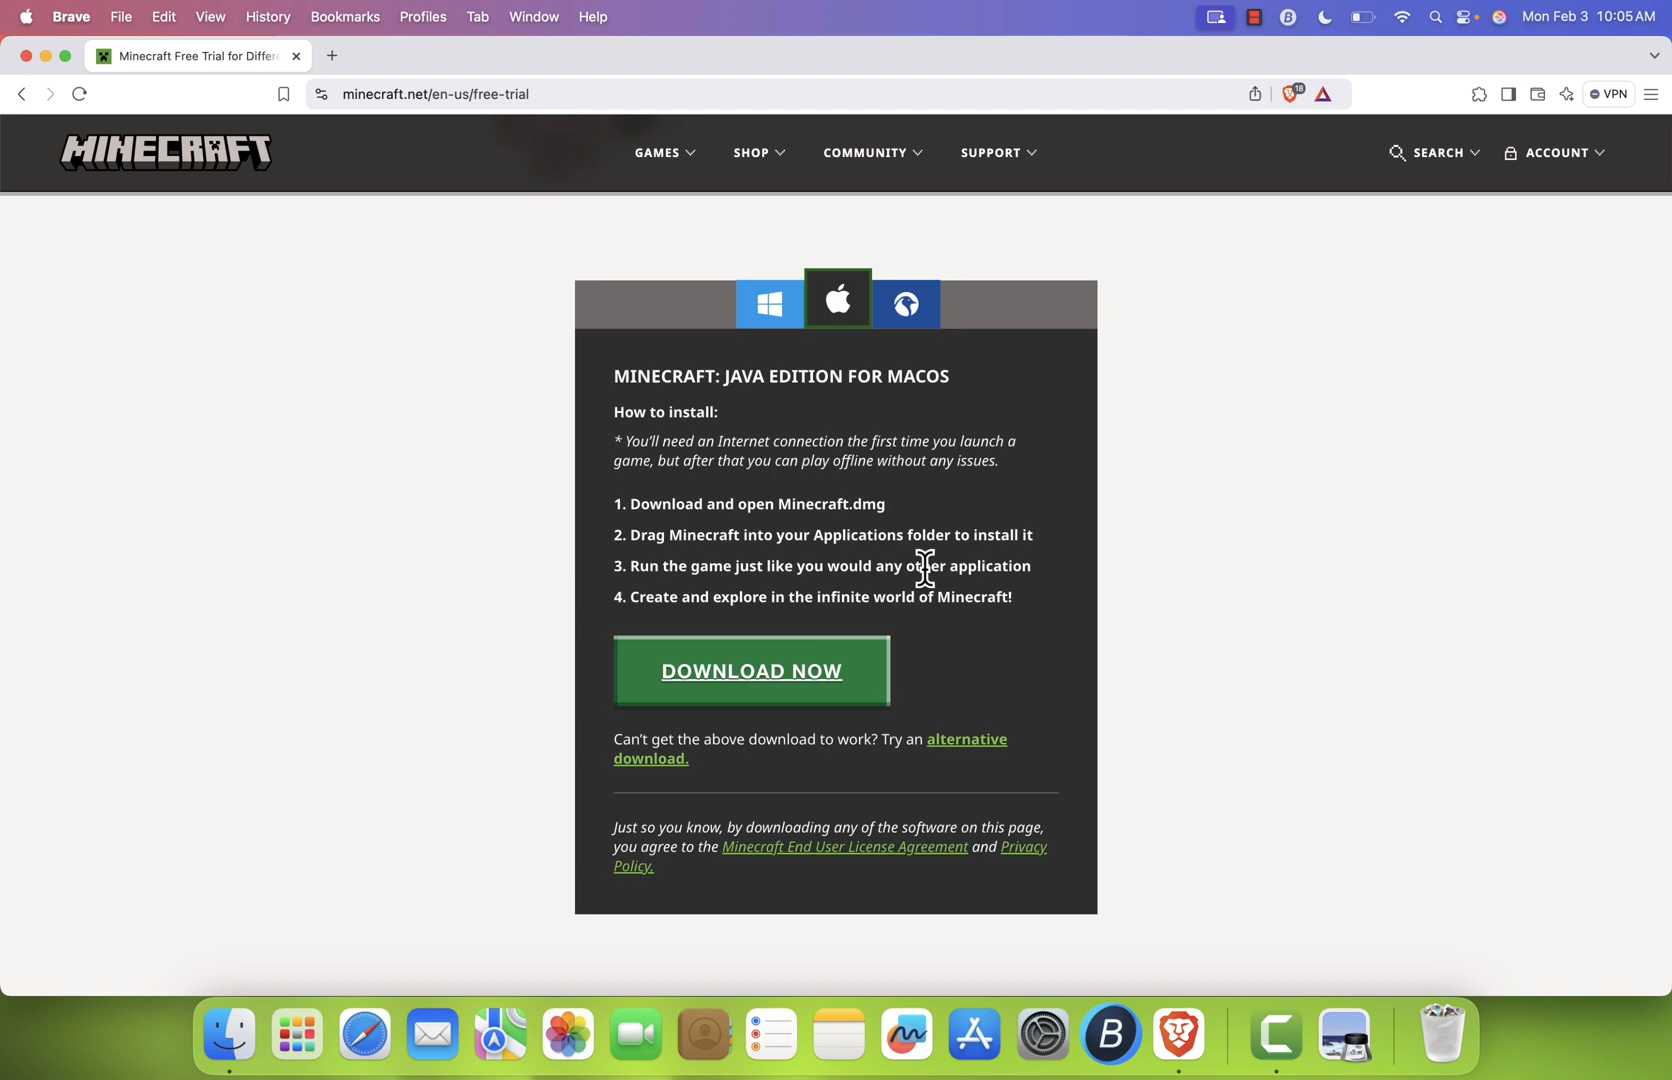 Brave File Edit View History Bookmarks Profiles Tab Window Help Mon Feb 3 10:05 AM
Minecraft Free Trial for Differ
minecraft.net/en-us/free-trial 18 VPN
MINECRAFT GAMES SHOP COMMUNITY SUPPORT SEARCH ACCOUNT
MINECRAFT: JAVA EDITION FOR MACOS
How to install:
* You'll need an Internet connection the first time you launch a
game, but after that you can play offline without any issues.
1. Download and open Minecraft.dmg
2. Drag Minecraft into your Applications folder to install it
3. Run the game just like you would any other application
4. Create and explore in the infinite world of Minecraft!
DOWNLOAD NOW
Can't get the above download to work? Try an alternative
download.
Just so you know, by downloading any of the software on this page,
you agree to the Minecraft End User License Agreement and Privacy
Policy.